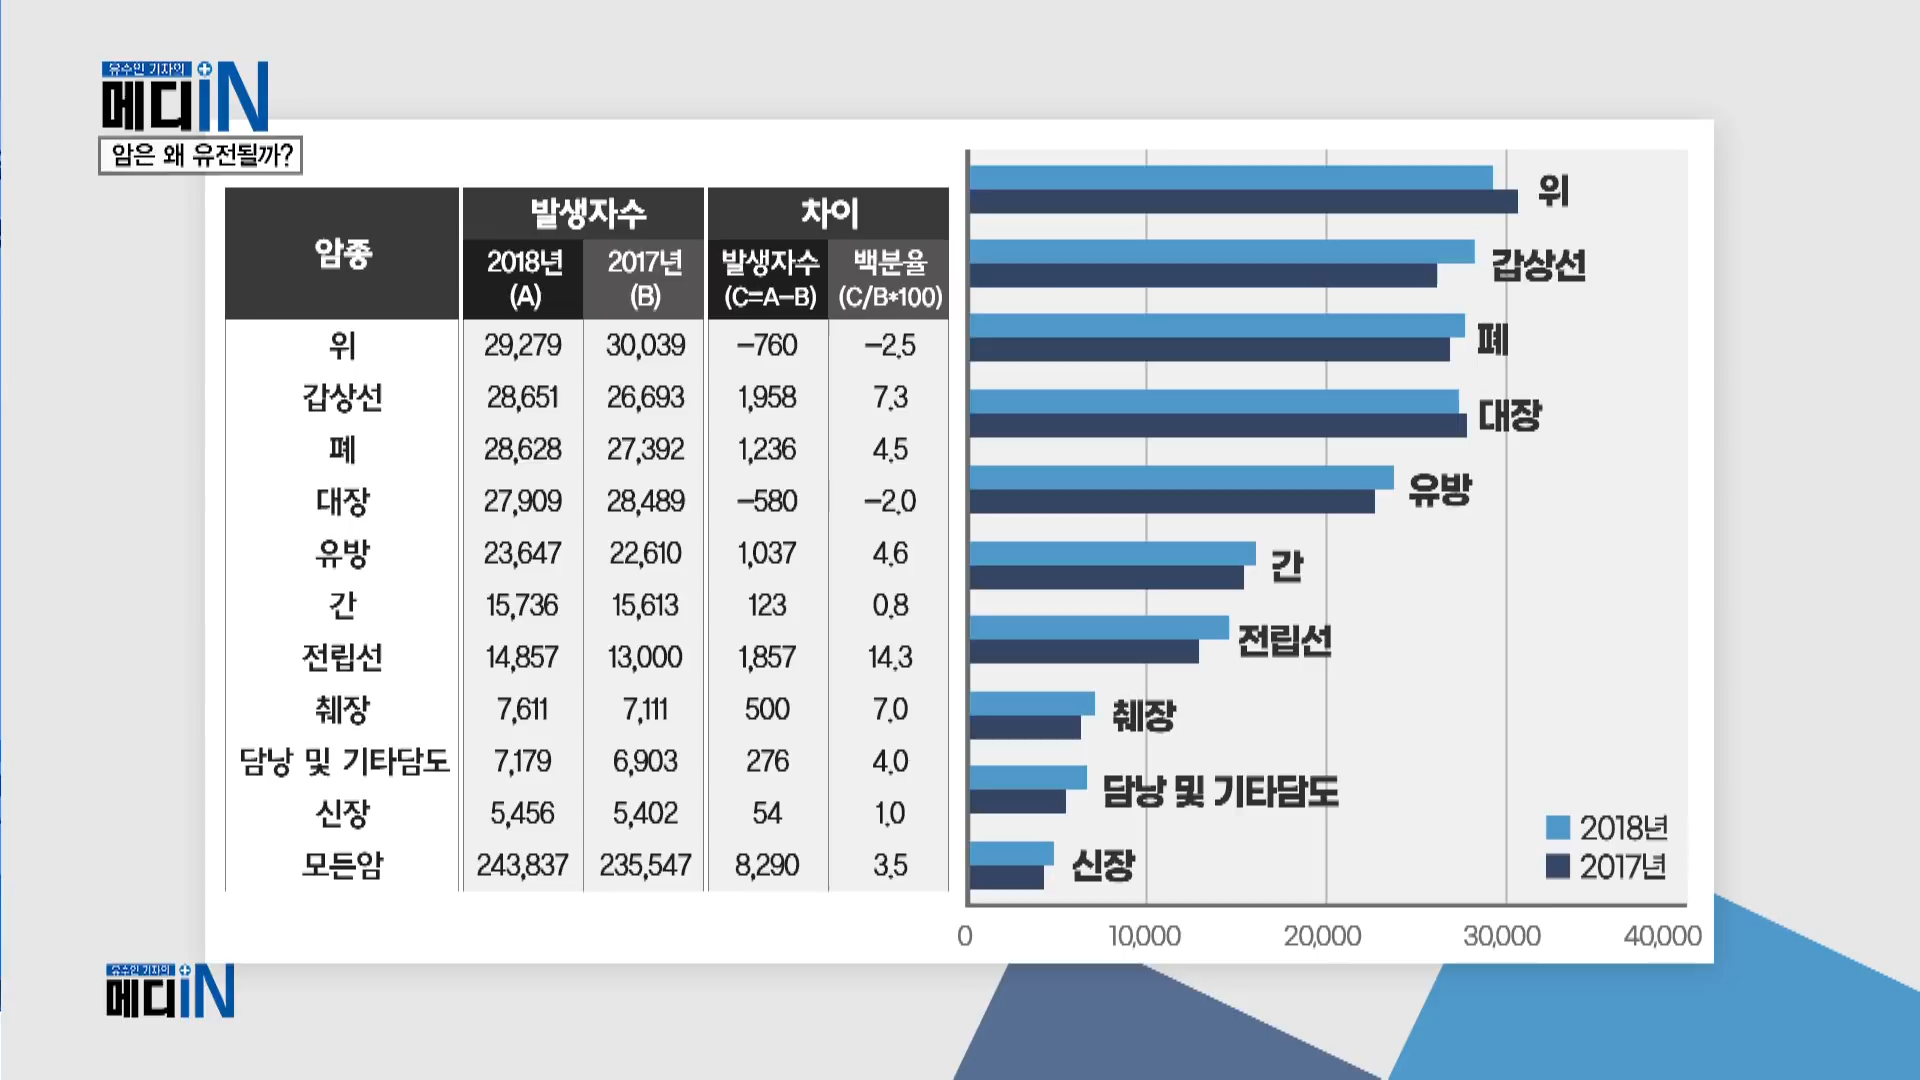 유수인 기자의
메디iN
암은 왜 유전될까?
암종 발생자수 차이
2018년 (A) 2017년 (B) 발생자수 (C=A-B) 백분율 (C/B*100)
위 29,279 30,039 -760 -2.5
갑상선 28,651 26,693 1,958 7.3
폐 28,628 27,392 1,236 4.5
대장 27,909 28,489 -580 -2.0
유방 23,647 22,610 1,037 4.6
간 15,736 15,613 123 0.8
전립선 14,857 13,000 1,857 14.3
췌장 7,611 7,111 500 7.0
담낭 및 기타담도 7,179 6,903 276 4.0
신장 5,456 5,402 54 1.0
모든암 243,837 235,547 8,290 3.5
위
갑상선
폐
대장
유방
간
전립선
췌장
담낭 및 기타담도
신장
2018년
2017년
0 10,000 20,000 30,000 40,000
유수인 기자의
메디iN